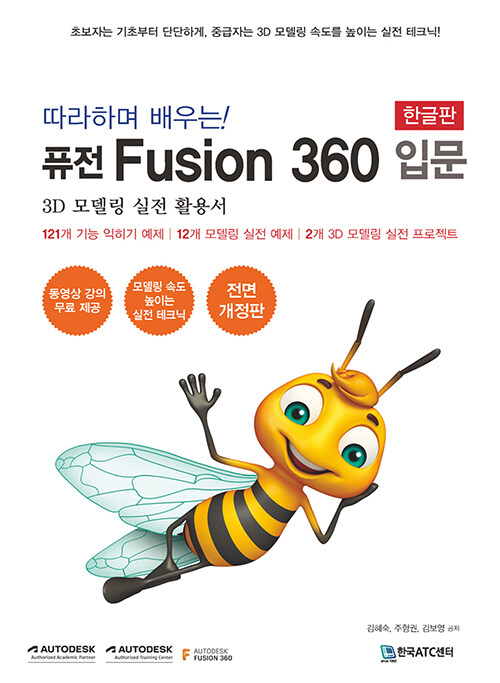 초보자는 기초부터 단단하게, 중급자는 3D 모델링 속도를 높이는 실전 테크닉!
따라하며 배우는!
한글판
퓨전 Fusion 360 입문
3D 모델링 실전 활용서
121개 기능 익히기 예제 | 12개 모델링 실전 예제 | 2개 3D 모델링 실전 프로젝트
동영상 강의
무료 제공
모델링 속도
높이는
실전 테크닉
전면
개정판
김혜숙, 주형권, 김보영 공저
AUTODESK
Authorized Academic Partner
AUTODESK
Authorized Training Center
F AUTODESK
FUSION 360
한국ATC센터
since 1992